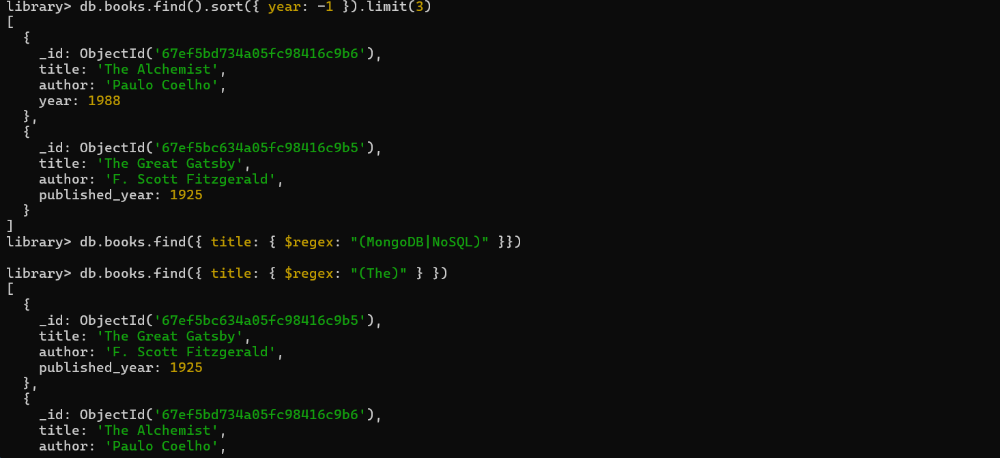 library> db.books.find().sort({ year: -1 }).limit(3)
[
  {
    _id: ObjectId('67ef5bd734a05fc98416c9b6'),
    title: 'The Alchemist',
    author: 'Paulo Coelho',
    year: 1988
  },
  {
    _id: ObjectId('67ef5bc634a05fc98416c9b5'),
    title: 'The Great Gatsby',
    author: 'F. Scott Fitzgerald',
    published_year: 1925
  }
]
library> db.books.find({ title: { $regex: "(MongoDB|NoSQL)" }})

library> db.books.find({ title: { $regex: "(The)" } })
[
  {
    _id: ObjectId('67ef5bc634a05fc98416c9b5'),
    title: 'The Great Gatsby',
    author: 'F. Scott Fitzgerald',
    published_year: 1925
  },
  {
    _id: ObjectId('67ef5bd734a05fc98416c9b6'),
    title: 'The Alchemist',
    author: 'Paulo Coelho',